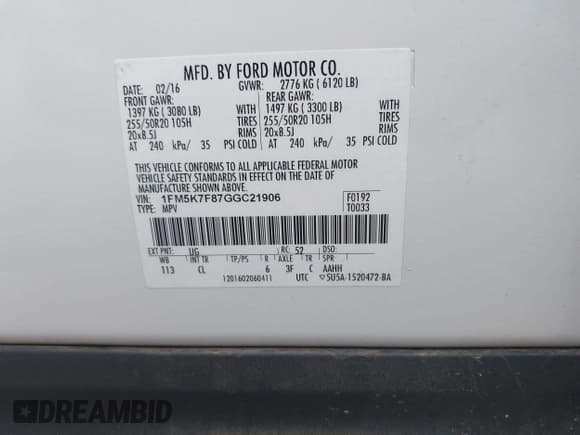 MFD. BY FORD MOTOR CO.
DATE: 02/16 GVWR: 2776 KG ( 6120 LB)
FRONT GAWR: REAR GAWR:
1397 KG ( 3080 LB) WITH 1497 KG ( 3300 LB) WITH
255/50R20 105H TIRES 255/50R20 105H TIRES
20x8.5J RIMS 20x8.5J RIMS
AT 240 kPa/ 35 PSI COLD AT 240 kPa/ 35 PSI COLD
THIS VEHICLE CONFORMS TO ALL APPLICABLE FEDERAL MOTOR
VEHICLE SAFETY STANDARDS IN EFFECT ON THE DATE OF
MANUFACTURE SHOWN ABOVE.
VIN: 1FM5K7F87GGC21906 F0192
TYPE: MPV T0033
EXT PNT: UG RC: 52 DSO:
WB INT TR TP/PS R AXLE TR SPR
113 CL 6 3F C AAHH
1201602060411 UTC 5U5A-1520472-BA
DREAMBID